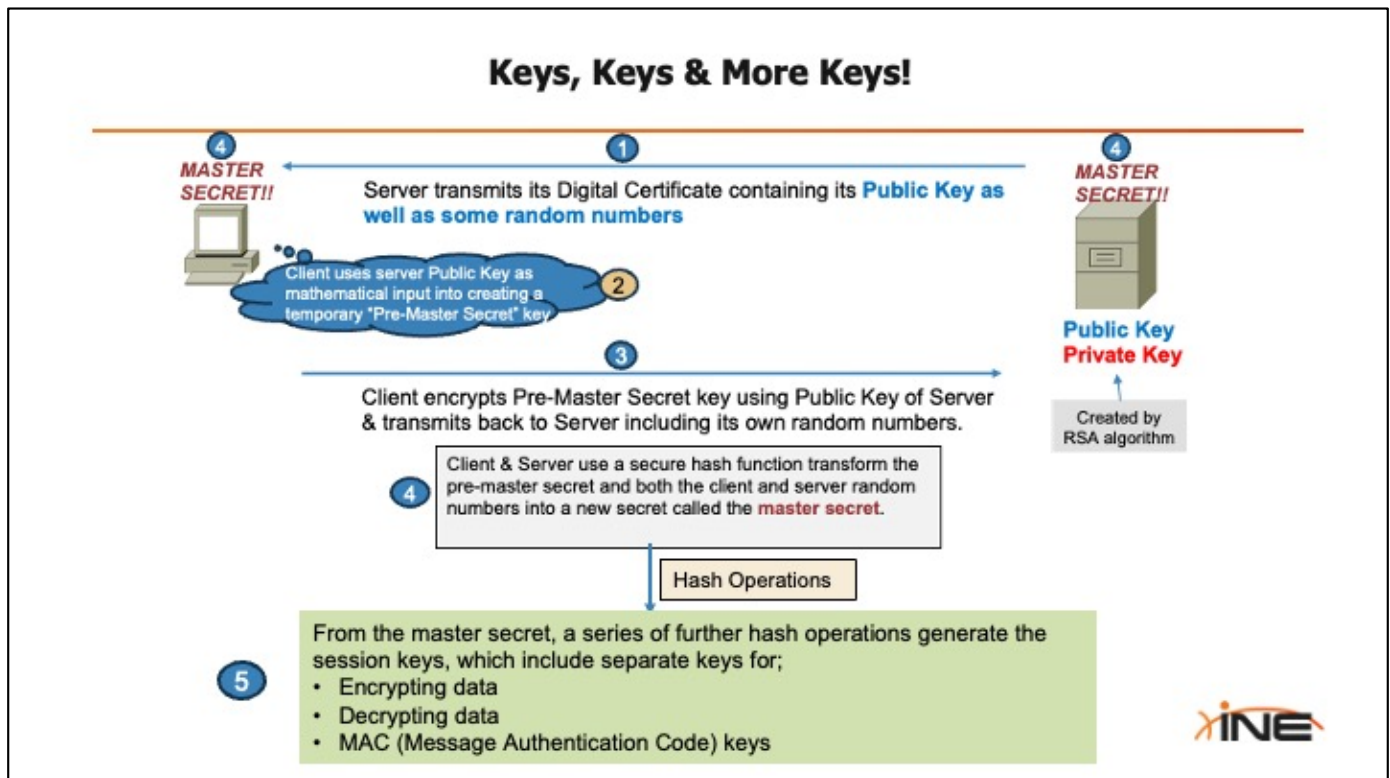 Keys, Keys & More Keys!
4
MASTER
SECRET!!
1
4
MASTER
SECRET!!
Server transmits its Digital Certificate containing its Public Key as
well as some random numbers
Client uses server Public Key as
mathematical input into creating a
temporary "Pre-Master Secret" key
2
Public Key
Private Key
3
Client encrypts Pre-Master Secret key using Public Key of Server
& transmits back to Server including its own random numbers.
Created by
RSA algorithm
4
Client & Server use a secure hash function transform the
pre-master secret and both the client and server random
numbers into a new secret called the master secret.
Hash Operations
5
From the master secret, a series of further hash operations generate the
session keys, which include separate keys for;
• Encrypting data
• Decrypting data
• MAC (Message Authentication Code) keys
INE